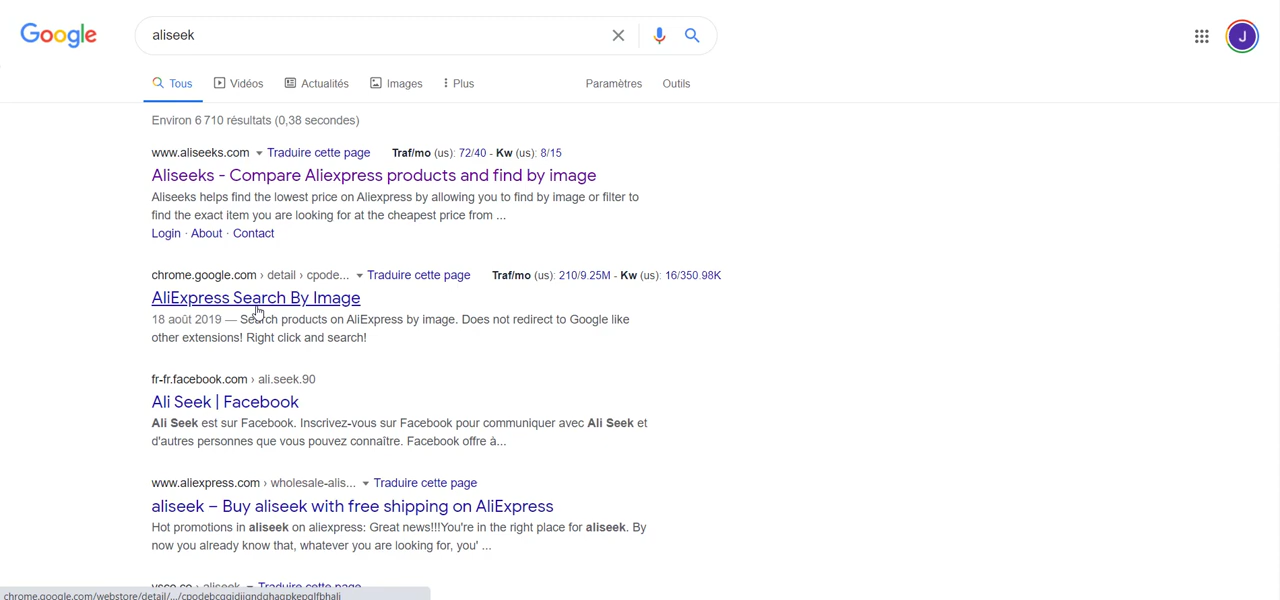 Google
aliseek
J
Tous Vidéos Actualités Images Plus Paramètres Outils
Environ 6 710 résultats (0,38 secondes)
www.aliseeks.com Traduire cette page Traf/mo (us): 72/40 - Kw (us): 8/15
Aliseeks - Compare Aliexpress products and find by image
Aliseeks helps find the lowest price on Aliexpress by allowing you to find by image or filter to
find the exact item you are looking for at the cheapest price from ...
Login · About · Contact
chrome.google.com › detail › cpode... Traduire cette page Traf/mo (us): 210/9.25M - Kw (us): 16/350.98K
AliExpress Search By Image
18 août 2019 — Search products on AliExpress by image. Does not redirect to Google like
other extensions! Right click and search!
fr-fr.facebook.com › ali.seek.90
Ali Seek | Facebook
Ali Seek est sur Facebook. Inscrivez-vous sur Facebook pour communiquer avec Ali Seek et
d'autres personnes que vous pouvez connaître. Facebook offre à...
www.aliexpress.com › wholesale-alis... Traduire cette page
aliseek – Buy aliseek with free shipping on AliExpress
Hot promotions in aliseek on aliexpress: Great news!!!You're in the right place for aliseek. By
now you already know that, whatever you are looking for, you' ...
vsco.co › aliseek Traduire cette page